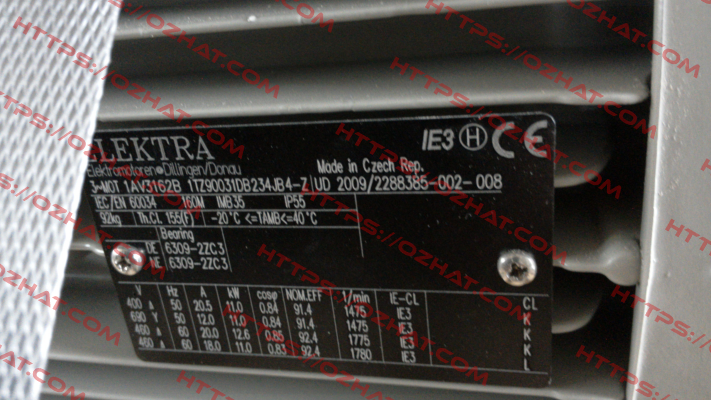 ELEKTRA
IE3 H CE
Elektromotoren•Dillingen/Donau
Made in Czech Rep.
3~MOT 1AV3162B 1TZ90031DB234JB4-Z UD 2009/2288385-002-008
IEC/EN 60034 160M IMB35 IP55
92kg Th.CL 155(F) -20°C <=TAMB<=40°C
Bearing
DE 6309-2ZC3
NE 6309-2ZC3
V Hz A kW cosφ NOM.EFF 1/min IE-CL CL
400 Δ 50 20.5 11.0 0.84 91.4 1475 IE3 K
690 Y 50 12.0 11.0 0.84 91.4 1475 IE3 K
460 Δ 60 20.0 12.6 0.85 92.4 1775 IE3 K
460 Δ 60 18.0 11.0 0.83 92.4 1780 IE3 L
HTTPS://OZHAT.COM